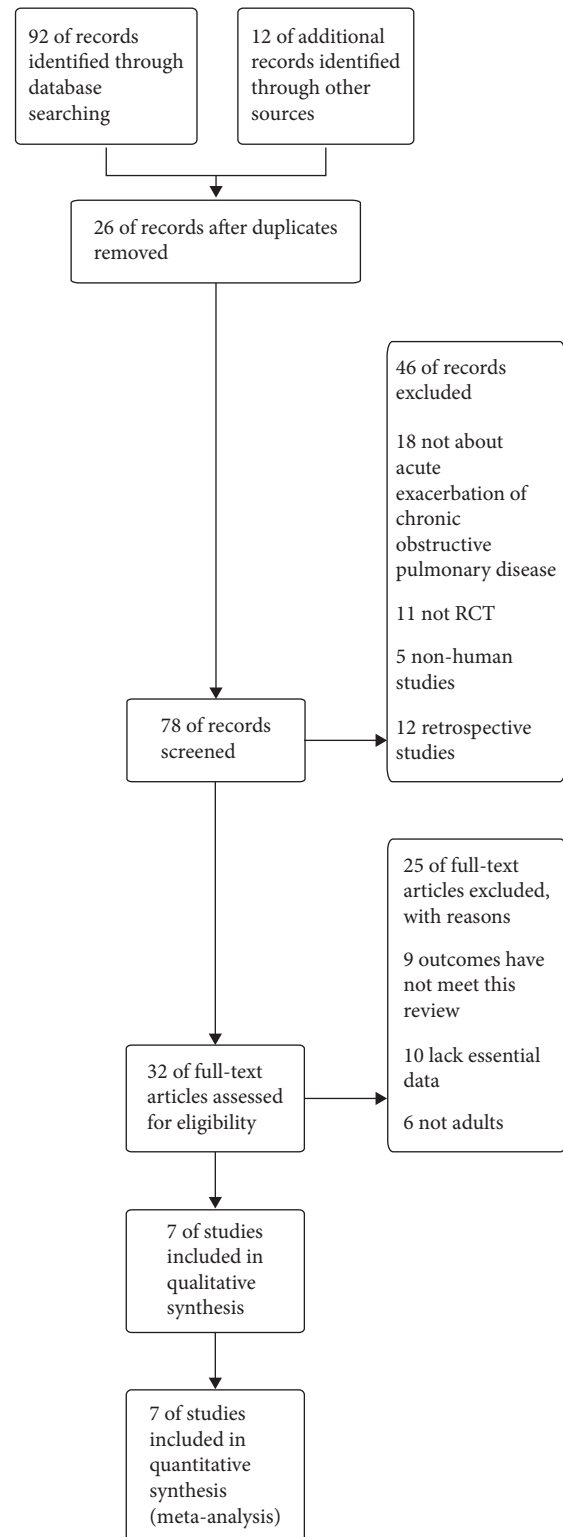 92 of records
identified through
database
searching
12 of additional
records identified
through other
sources
26 of records after duplicates
removed
46 of records
excluded
18 not about
acute
exacerbation of
chronic
obstructive
pulmonary disease
11 not RCT
5 non-human
studies
12 retrospective
studies
78 of records
screened
25 of full-text
articles excluded,
with reasons
9 outcomes have
not meet this
review
10 lack essential
data
6 not adults
32 of full-text
articles assessed
for eligibility
7 of studies
included in
qualitative
synthesis
7 of studies
included in
quantitative
synthesis
(meta-analysis)